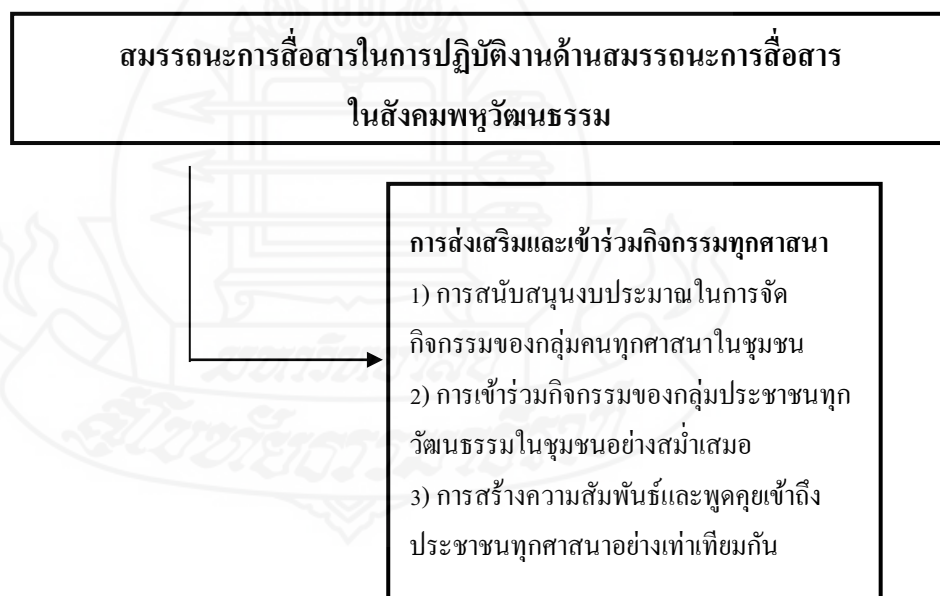 สมรรถนะการสื่อสารในการปฏิบัติงานด้านสมรรถนะการสื่อสาร
ในสังคมพหุวัฒนธรรม
การส่งเสริมและเข้าร่วมกิจกรรมทุกศาสนา
1) การสนับสนุนงบประมาณในการจัด
กิจกรรมของกลุ่มคนทุกศาสนาในชุมชน
2) การเข้าร่วมกิจกรรมของกลุ่มประชาชนทุก
วัฒนธรรมในชุมชนอย่างสม่ำเสมอ
3) การสร้างความสัมพันธ์และพูดคุยเข้าถึง
ประชาชนทุกศาสนาอย่างเท่าเทียมกัน